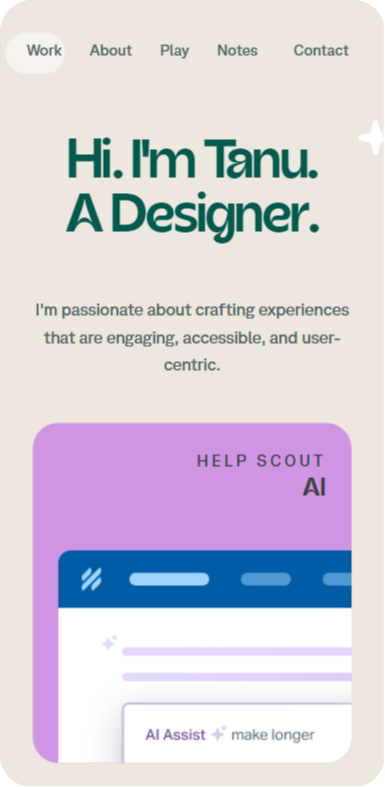 Work About Play Notes Contact
Hi. I'm Tanu.
A Designer.
I'm passionate about crafting experiences
that are engaging, accessible, and user-
centric.
HELP SCOUT
AI
AI Assist make longer